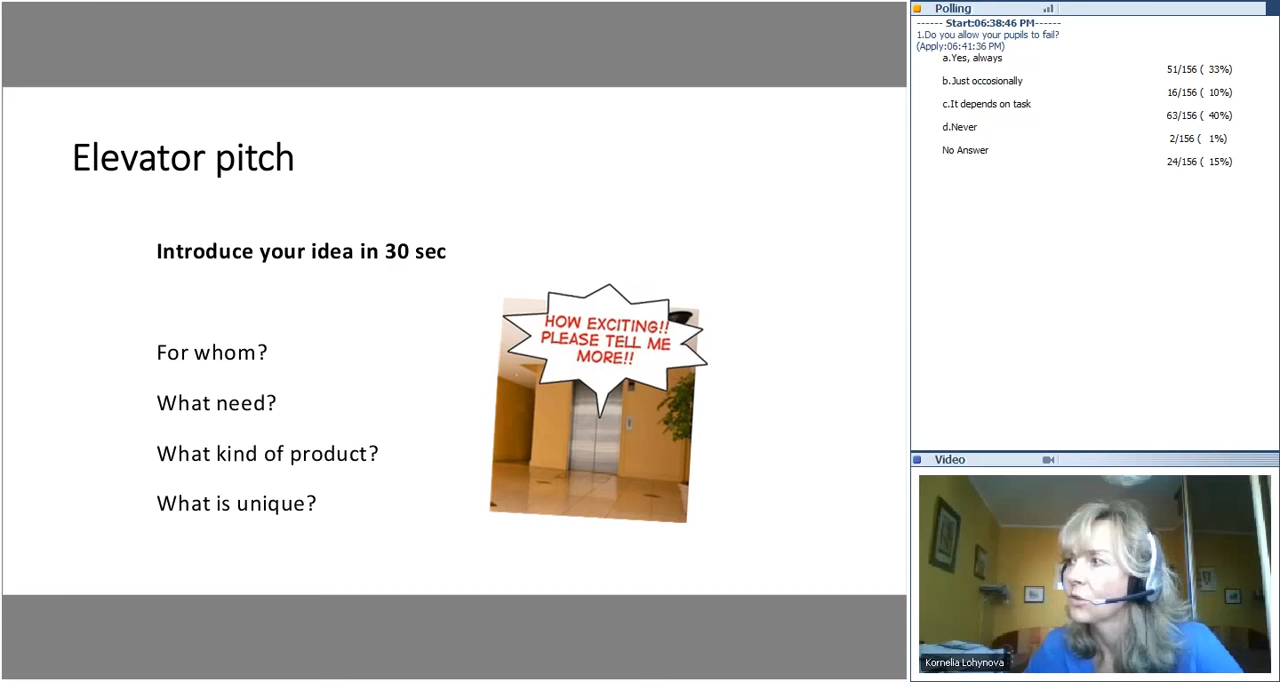 Elevator pitch
Introduce your idea in 30 sec
For whom?
What need?
What kind of product?
What is unique?
HOW EXCITING!!
PLEASE TELL ME
MORE!!
Polling
------ Start:06:38:46 PM------
1.Do you allow your pupils to fail?
(Apply:06:41:36 PM)
a.Yes, always
51/156 ( 33%)
b.Just occosionally
16/156 ( 10%)
c.It depends on task
63/156 ( 40%)
d.Never
2/156 ( 1%)
No Answer
24/156 ( 15%)
Video
Kornelia Lohynova